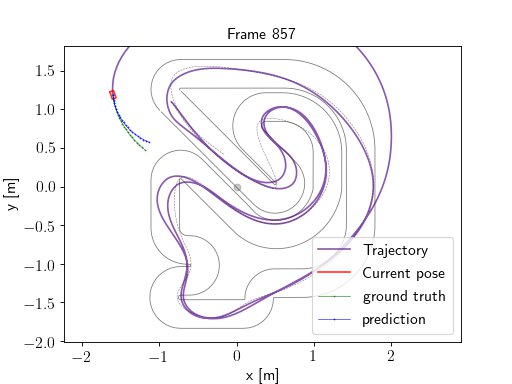 Frame 857
y [m]
1.5
1.0
0.5
0.0
−0.5
−1.0
−1.5
−2.0
−2 −1 0 1 2
x [m]
Trajectory
Current pose
ground truth
prediction